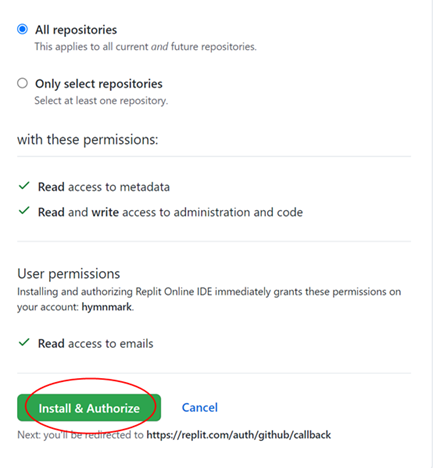 All repositories
This applies to all current and future repositories.
Only select repositories
Select at least one repository.
with these permissions:
Read access to metadata
Read and write access to administration and code
User permissions
Installing and authorizing Replit Online IDE immediately grants these permissions on
your account: hymnmark.
Read access to emails
Install & Authorize Cancel
Next: you'll be redirected to https://replit.com/auth/github/callback